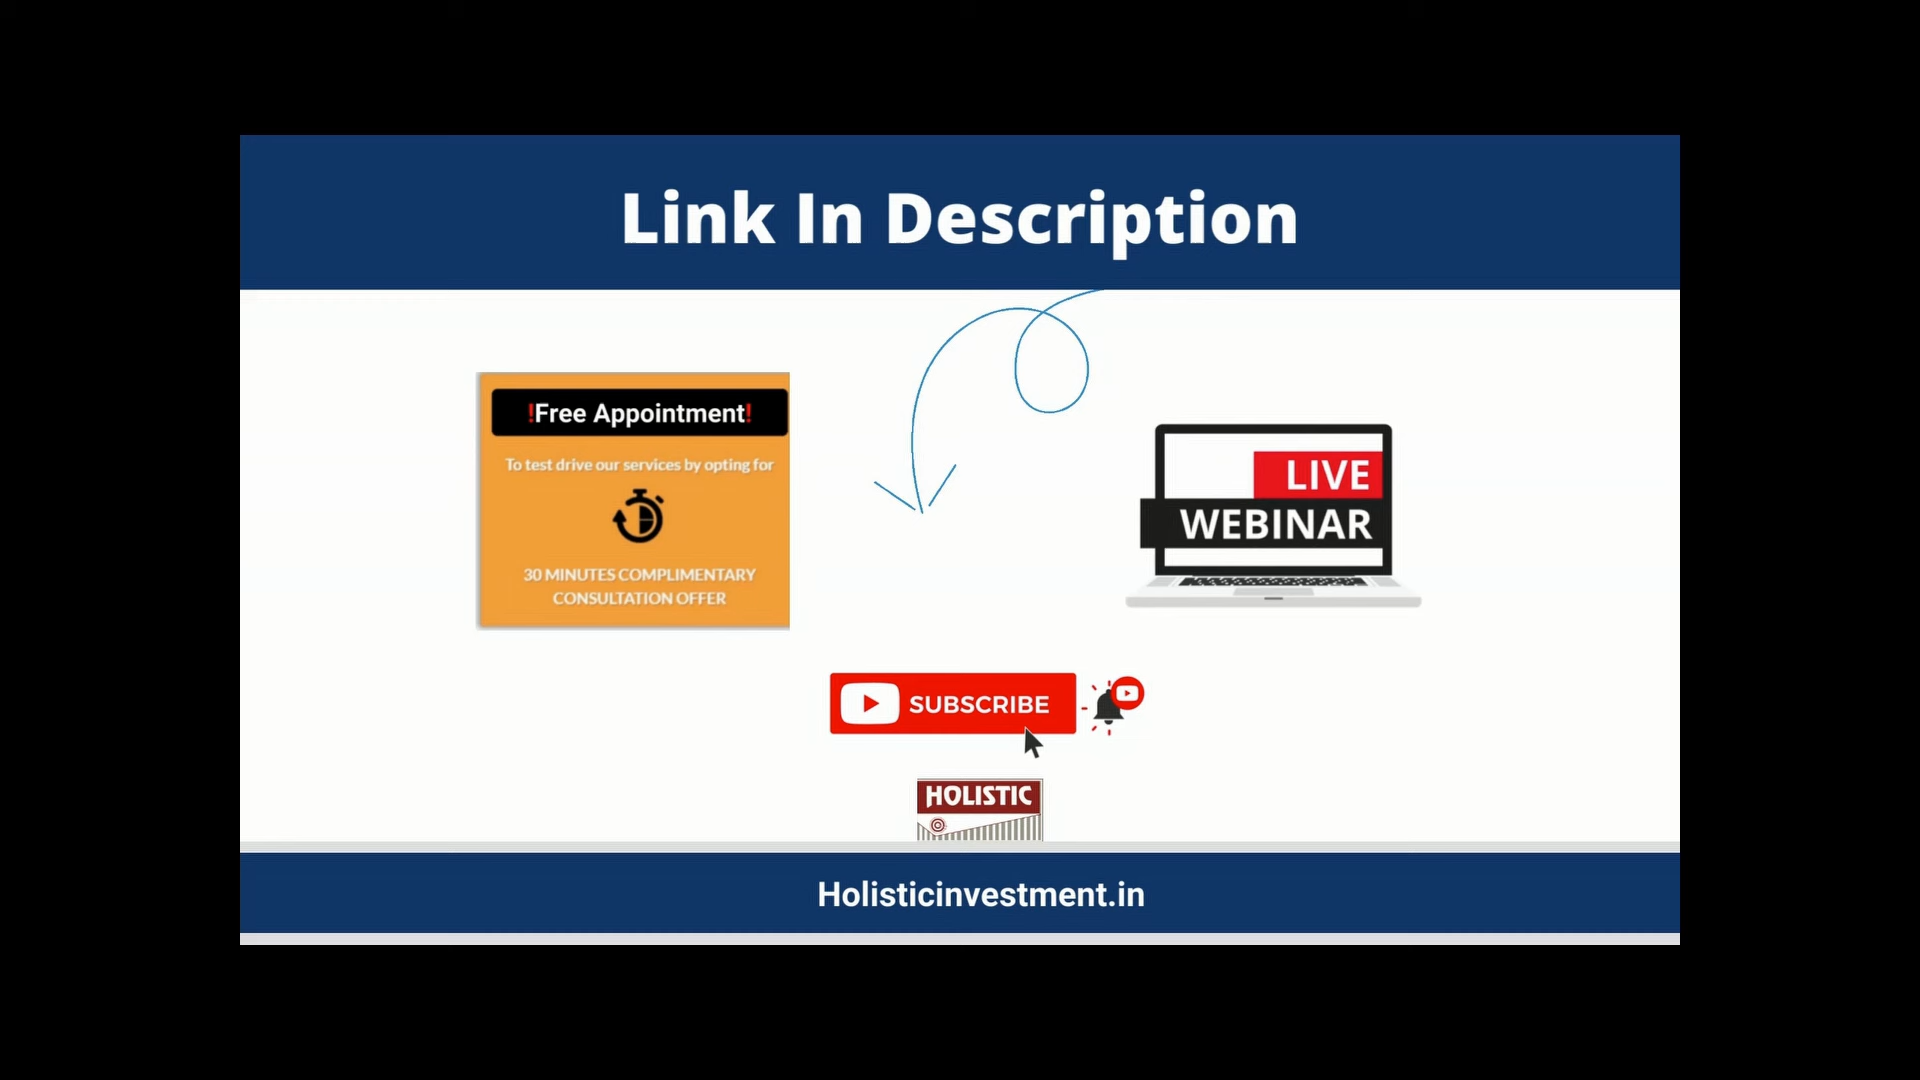 Link In Description
!Free Appointment!
To test drive our services by opting for
30 MINUTES COMPLIMENTARY
CONSULTATION OFFER
LIVE
WEBINAR
SUBSCRIBE
HOLISTIC
Holisticinvestment.in